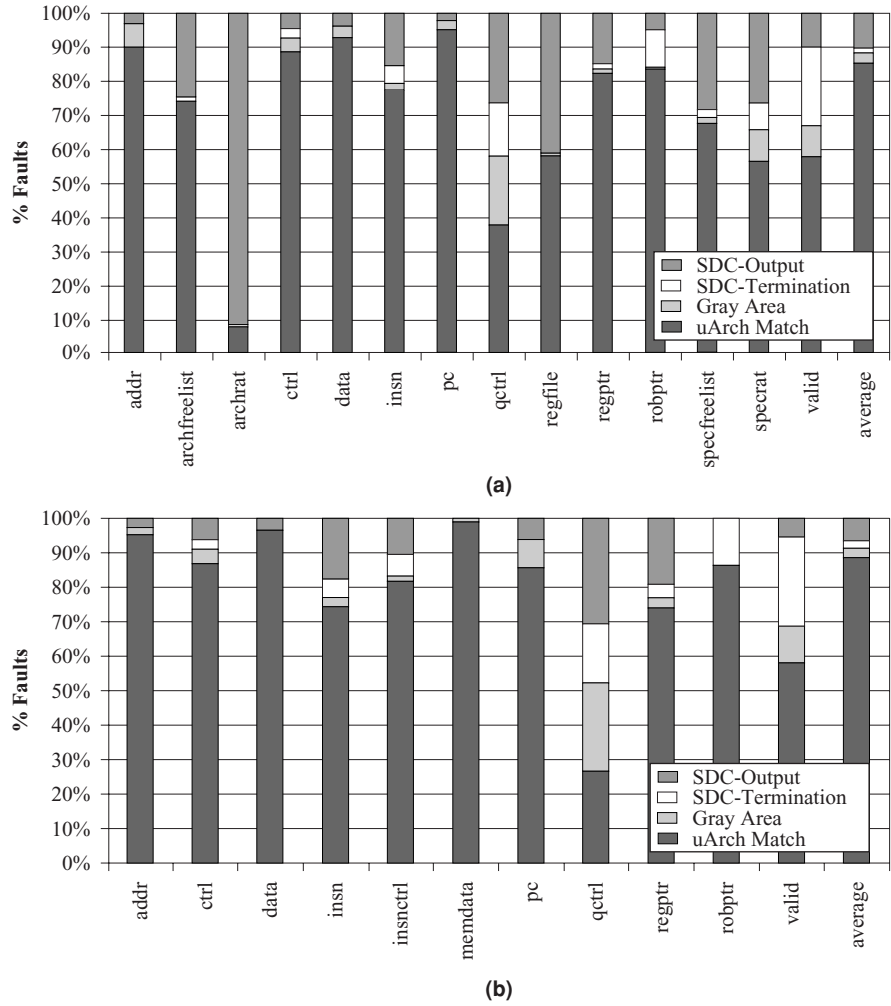 100%
90%
80%
70%
60%
50%
40%
30%
20%
10%
0%
% Faults
SDC-Output
SDC-Termination
Gray Area
uArch Match
addr
archfreelist
archrat
ctrl
data
insn
pc
qctrl
regfile
regptr
robptr
specfreelist
specrat
valid
average
(a)
100%
90%
80%
70%
60%
50%
40%
30%
20%
10%
0%
% Faults
SDC-Output
SDC-Termination
Gray Area
uArch Match
addr
ctrl
data
insn
insnctrl
memdata
pc
qctrl
regptr
robptr
valid
average
(b)